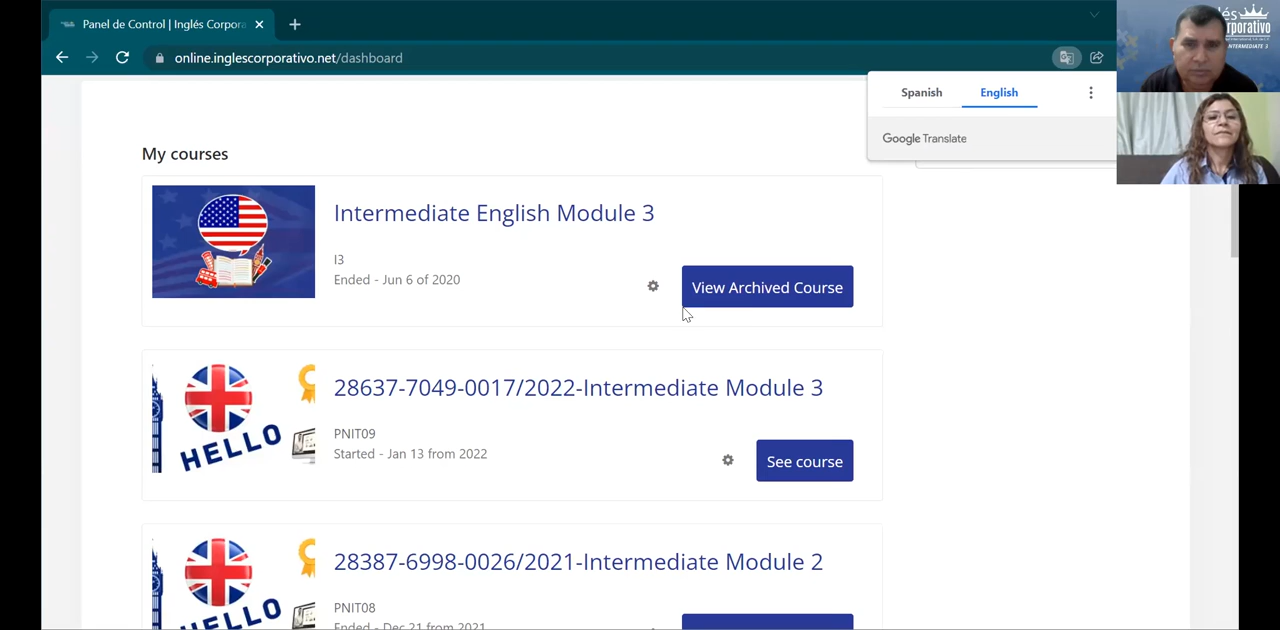 Panel de Control | Inglés Corpora
online.inglescorporativo.net/dashboard
Spanish
English
Google Translate
My courses
Intermediate English Module 3
I3
Ended - Jun 6 of 2020
View Archived Course
HELLO
28637-7049-0017/2022-Intermediate Module 3
PNIT09
Started - Jan 13 from 2022
See course
HELLO
28387-6998-0026/2021-Intermediate Module 2
PNIT08
Ended - Dec 21 from 2021
INTERMEDIATE 3